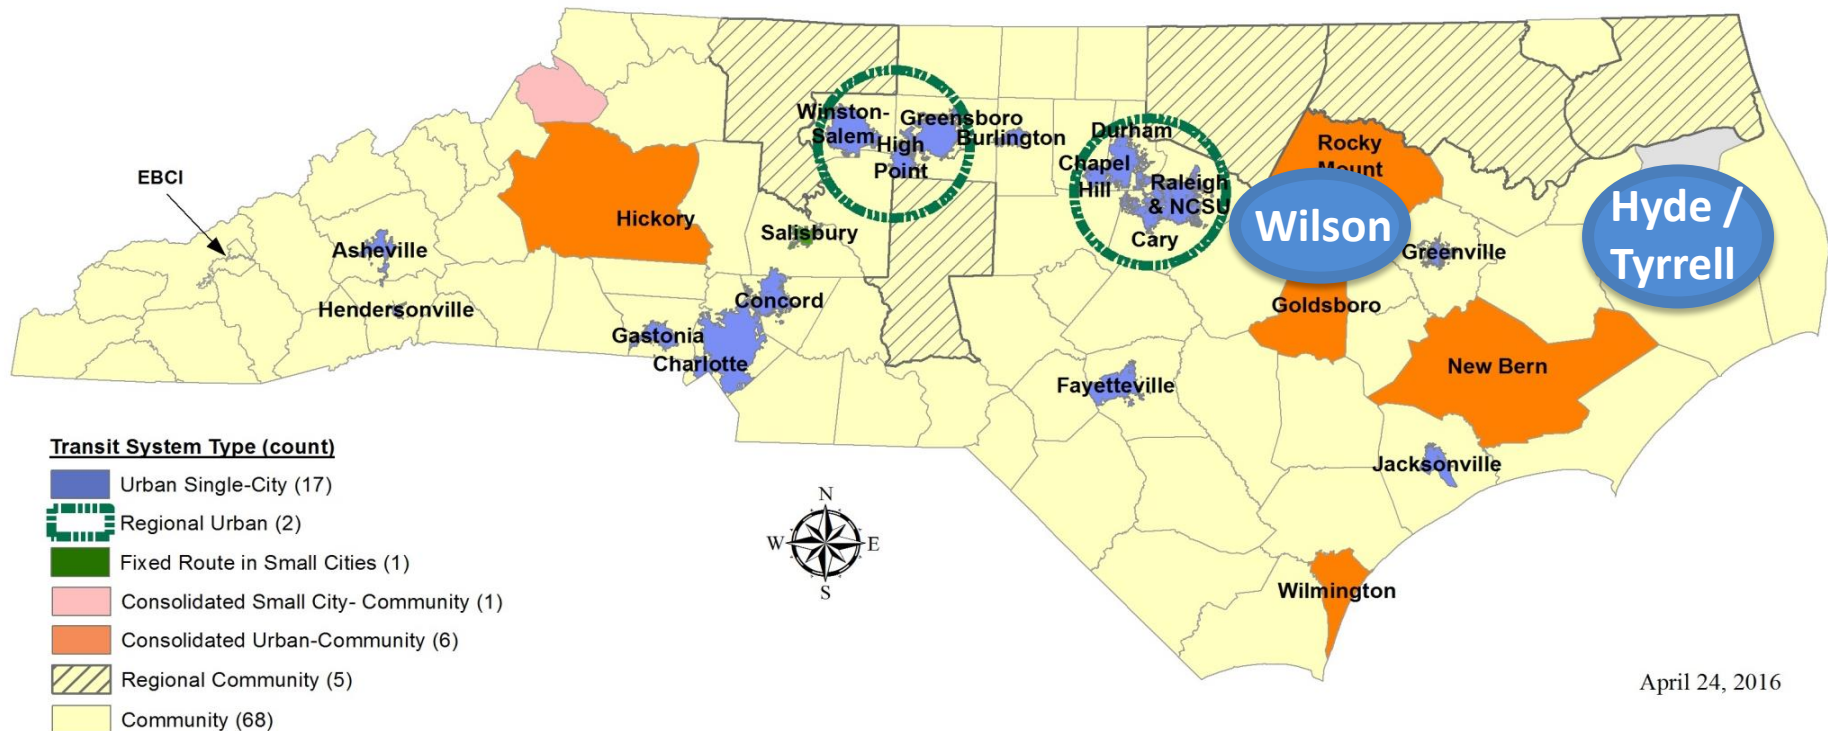 Winston-
Salem
Greensboro
High
Point
Burlington
Durham
Chapel
Hill
Raleigh
& NCSU
Cary
Rocky
Mount
Wilson
Hyde /
Tyrrell
EBCI
Hickory
Asheville
Salisbury
Greenville
Hendersonville
Concord
Goldsboro
Gastonia
Charlotte
New Bern
Fayetteville
Jacksonville
Wilmington
Transit System Type (count)
Urban Single-City (17)
Regional Urban (2)
Fixed Route in Small Cities (1)
Consolidated Small City- Community (1)
Consolidated Urban-Community (6)
Regional Community (5)
Community (68)
N
W
E
S
April 24, 2016